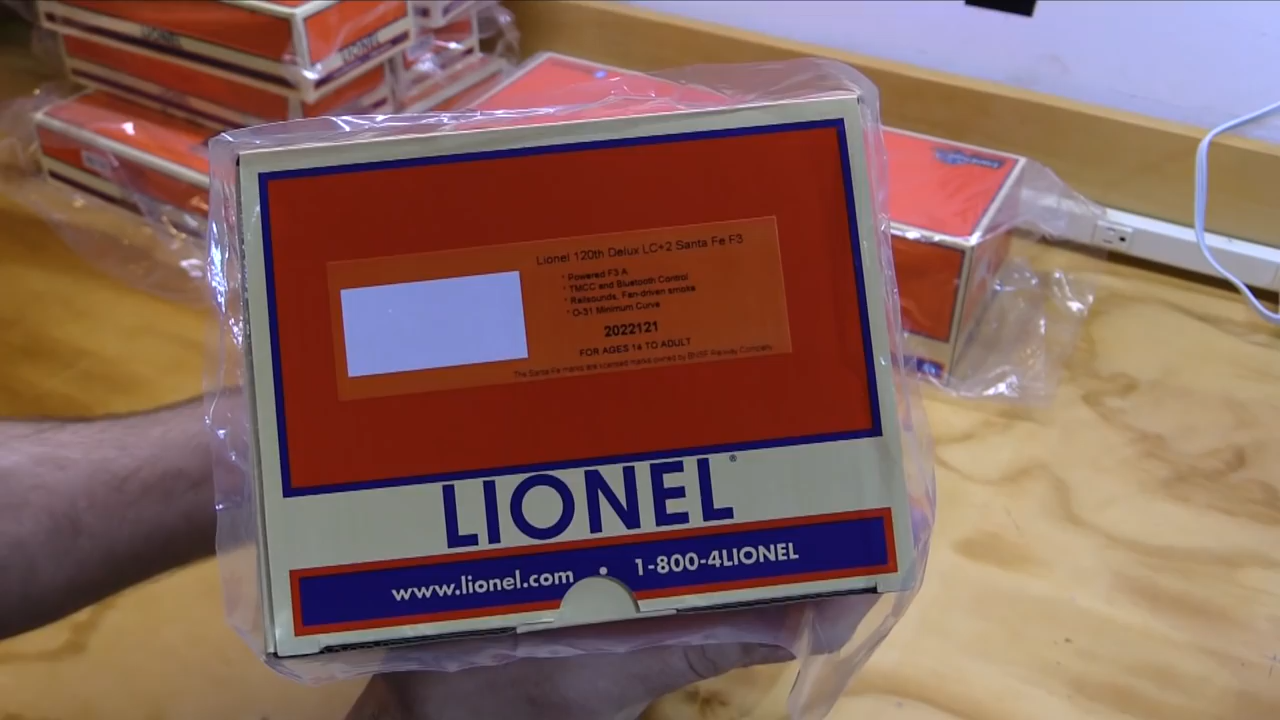 LIONEL
LIONEL
Lionel 120th Delux LC+2 Santa Fe F3
* Powered F3 A
* TMCC and Bluetooth Control
* Railsounds, Fan-driven smoke
* O-31 Minimum Curve
2022121
FOR AGES 14 TO ADULT
The Santa Fe marks are licensed marks owned by BNSF Railway Company
LIONEL®
www.lionel.com • 1-800-4LIONEL